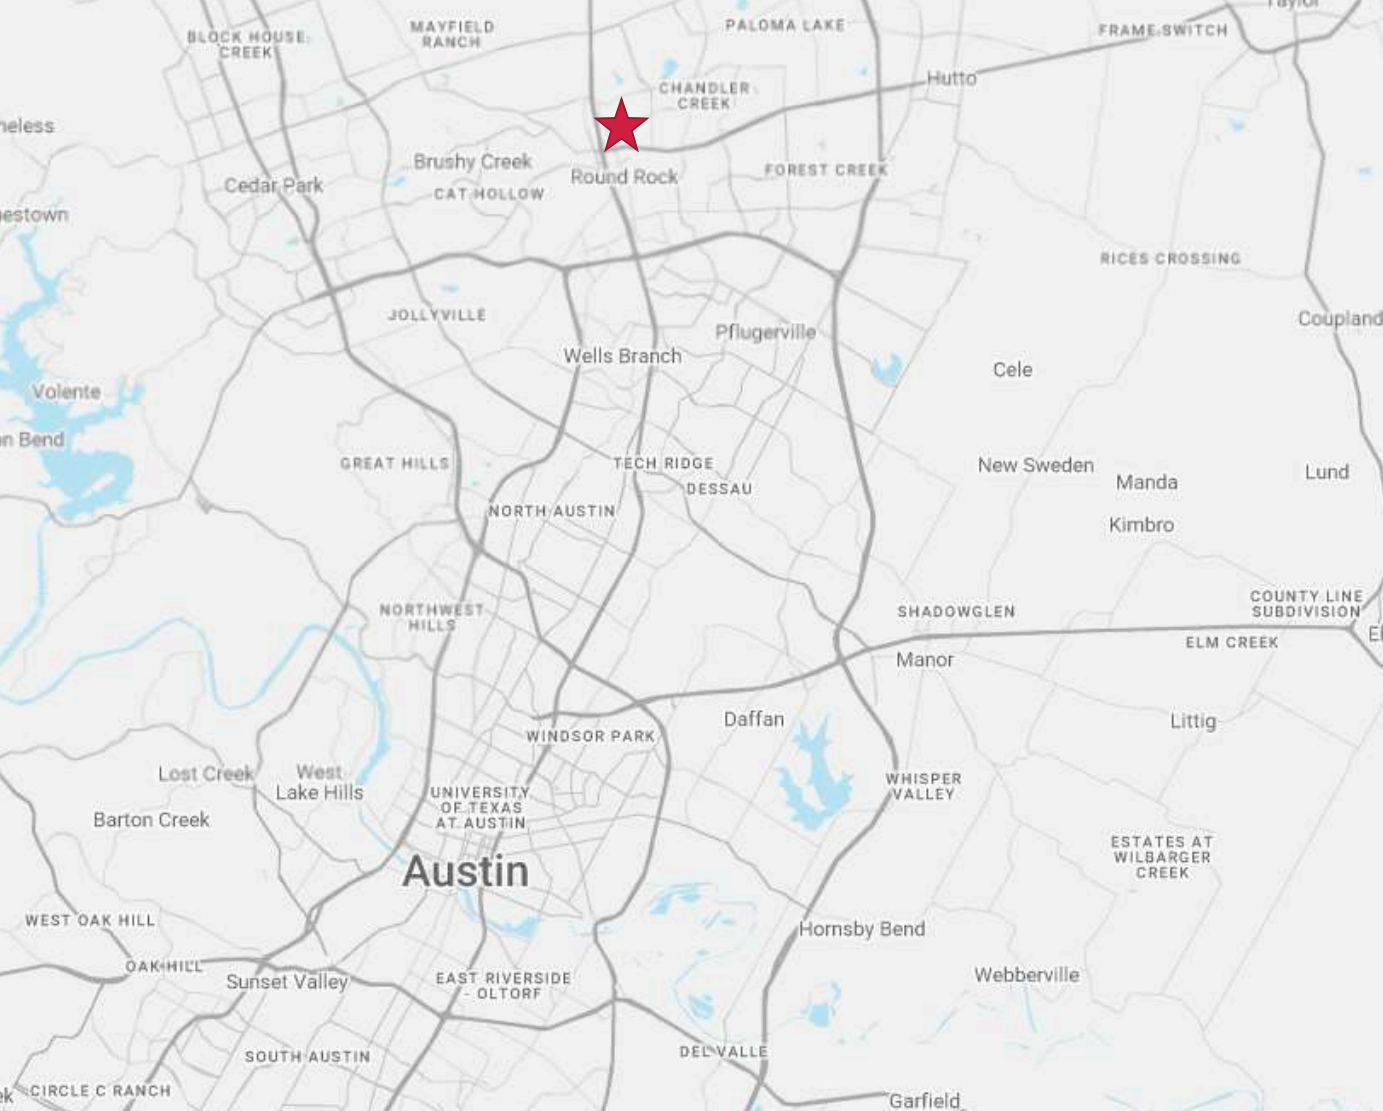 Taylor
PALOMA LAKE
MAYFIELD
RANCH
FRAME SWITCH
BLOCK HOUSE
CREEK
Hutto
CHANDLER
CREEK
Brushy Creek
FOREST CREEK
Round Rock
Cedar Park
CAT HOLLOW
RICES CROSSING
JOLLYVILLE
Coupland
Pflugerville
Wells Branch
Cele
Volente
GREAT HILLS
TECH RIDGE
New Sweden
Lund
Manda
DESSAU
NORTH AUSTIN
Kimbro
COUNTY LINE
SUBDIVISION
NORTHWEST
HILLS
SHADOWGLEN
ELM CREEK
Manor
Daffan
Littig
WINDSOR PARK
Lost Creek
West
Lake Hills
WHISPER
VALLEY
UNIVERSITY
OF TEXAS
AT AUSTIN
Barton Creek
ESTATES AT
WILBARGER
CREEK
Austin
WEST OAK HILL
Hornsby Bend
OAK HILL
Webberville
Sunset Valley
EAST RIVERSIDE
- OLTORF
SOUTH AUSTIN
DEL VALLE
CIRCLE C RANCH
Garfield